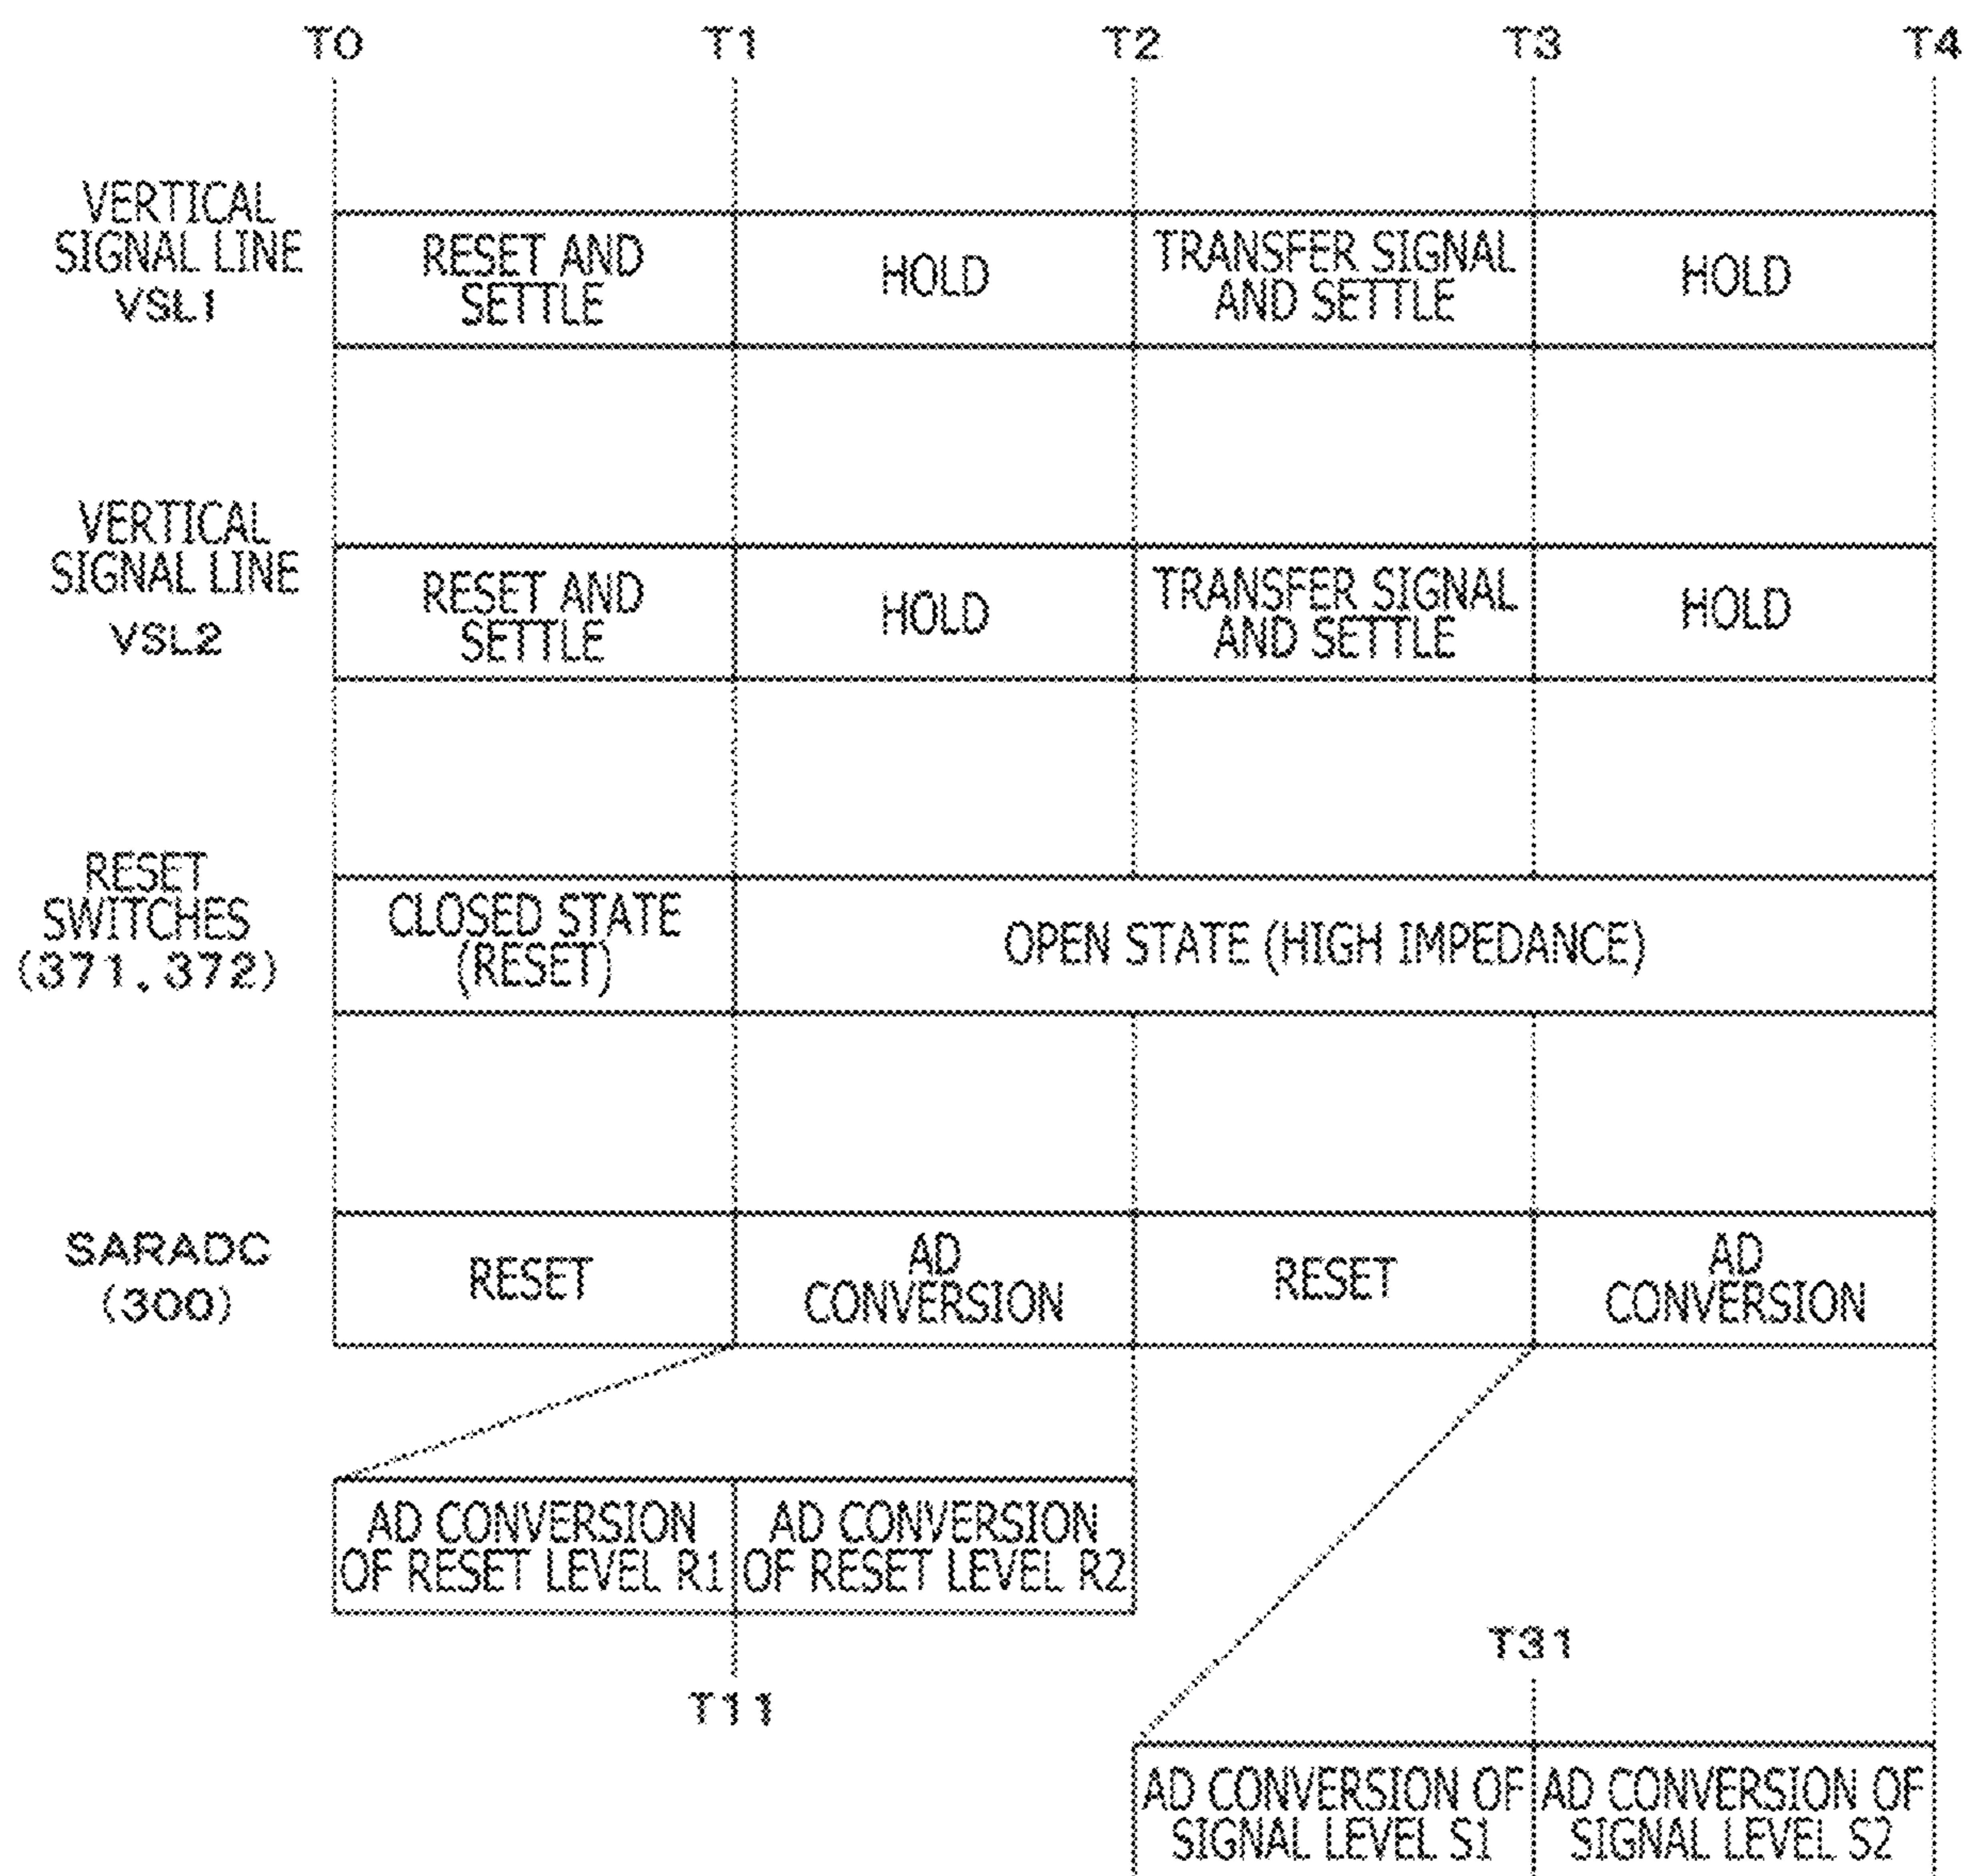 T0 T1 T2 T3 T4
VERTICAL
SIGNAL LINE
VSL1
RESET AND
SETTLE
HOLD
TRANSFER SIGNAL
AND SETTLE
HOLD
VERTICAL
SIGNAL LINE
VSL2
RESET AND
SETTLE
HOLD
TRANSFER SIGNAL
AND SETTLE
HOLD
RESET
SWITCHES
(371, 372)
CLOSED STATE
(RESET)
OPEN STATE (HIGH IMPEDANCE)
SARADC
(300)
RESET
AD
CONVERSION
RESET
AD
CONVERSION
AD CONVERSION
OF RESET LEVEL R1
AD CONVERSION
OF RESET LEVEL R2
T11
T31
AD CONVERSION OF
SIGNAL LEVEL S1
AD CONVERSION OF
SIGNAL LEVEL S2